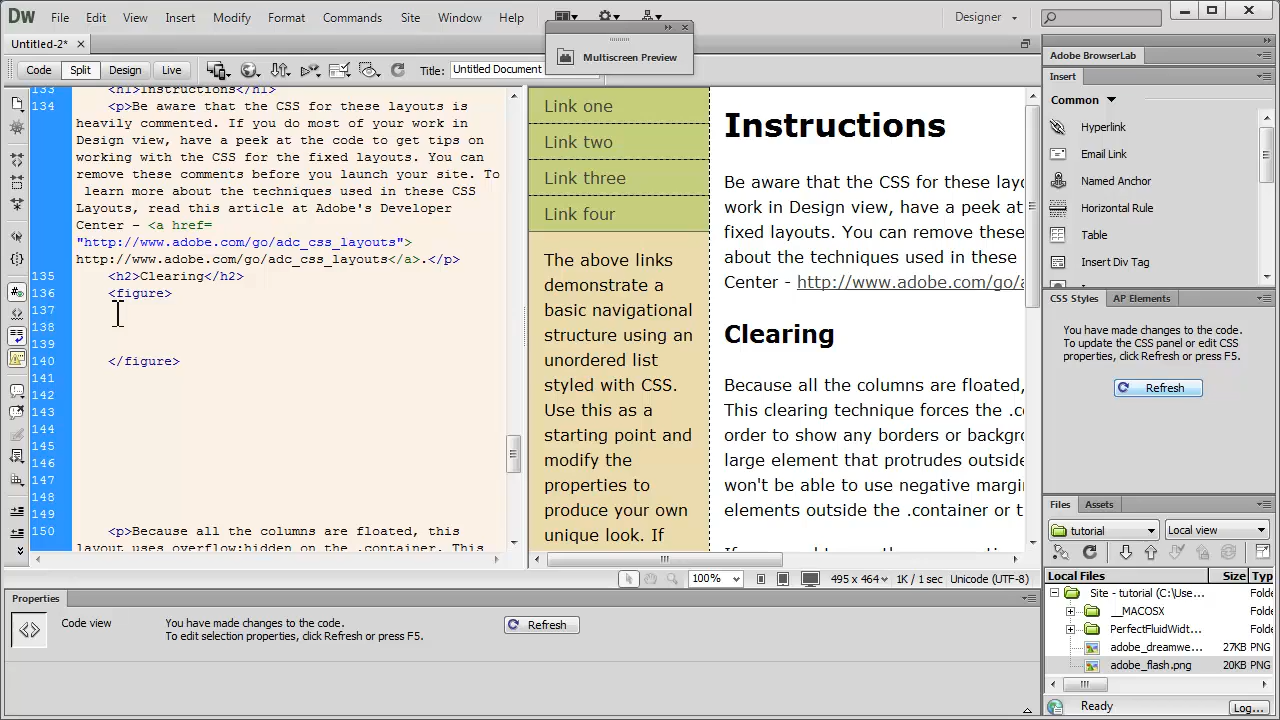 Dw File Edit View Insert Modify Format Commands Site Window Help Designer
Untitled-2* ×
Multiscreen Preview
Code Split Design Live Title: Untitled Document
Adobe BrowserLab
Insert
Common
Hyperlink
Email Link
Named Anchor
Horizontal Rule
Table
Insert Div Tag
133 <h1>Instructions</h1>
134 <p>Be aware that the CSS for these layouts is
heavily commented. If you do most of your work in
Design view, have a peek at the code to get tips on
working with the CSS for the fixed layouts. You can
remove these comments before you launch your site. To
learn more about the techniques used in these CSS
Layouts, read this article at Adobe's Developer
Center - <a href=
"http://www.adobe.com/go/adc_css_layouts">
http://www.adobe.com/go/adc_css_layouts</a>.</p>
135 <h2>Clearing</h2>
136 <figure>
137
138
139
140 </figure>
141
142
143
144
145
146
147
148
149
150 <p>Because all the columns are floated, this
layout uses overflow:hidden on the .container. This
Link one
Link two
Link three
Link four
The above links
demonstrate a
basic navigational
structure using an
unordered list
styled with CSS.
Use this as a
starting point and
modify the
properties to
produce your own
unique look. If
Instructions
Be aware that the CSS for these layo
work in Design view, have a peek at
fixed layouts. You can remove these
about the techniques used in these
Center - http://www.adobe.com/go/a
Clearing
Because all the columns are floated,
This clearing technique forces the .co
order to show any borders or backgro
large element that protrudes outside
won't be able to use negative margin
elements outside the .container or t
CSS Styles AP Elements
You have made changes to the code.
To update the CSS panel or edit CSS
properties, click Refresh or press F5.
Refresh
Files Assets
tutorial Local view
Local Files Size Typ
Site - tutorial (C:\Use... Folde
__MACOSX Folde
PerfectFluidWidt... Folde
adobe_dreamwe... 27KB PNG
adobe_flash.png 20KB PNG
Ready Log...
100% 495 x 464 1K / 1 sec Unicode (UTF-8)
Properties
Code view You have made changes to the code.
To edit selection properties, click Refresh or press F5.
Refresh